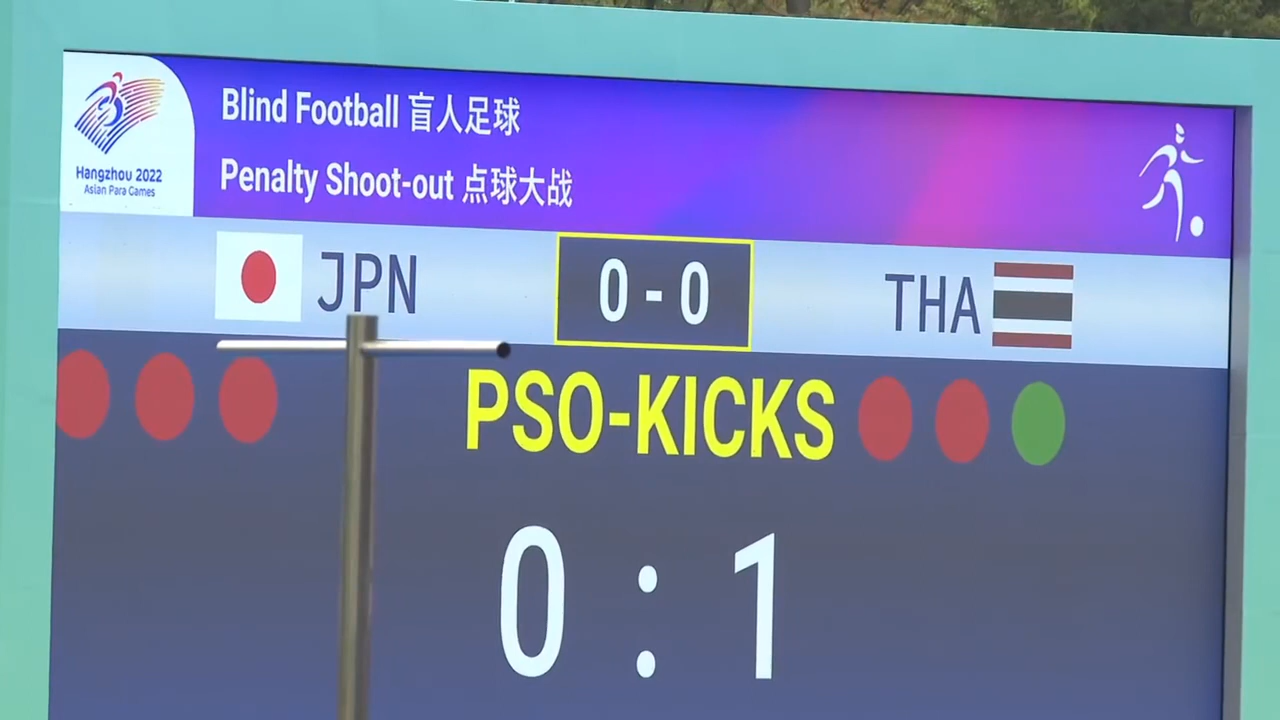 Hangzhou 2022
Asian Para Games
Blind Football 盲人足球
Penalty Shoot-out 点球大战
JPN 0 - 0 THA
PSO-KICKS
0 : 1